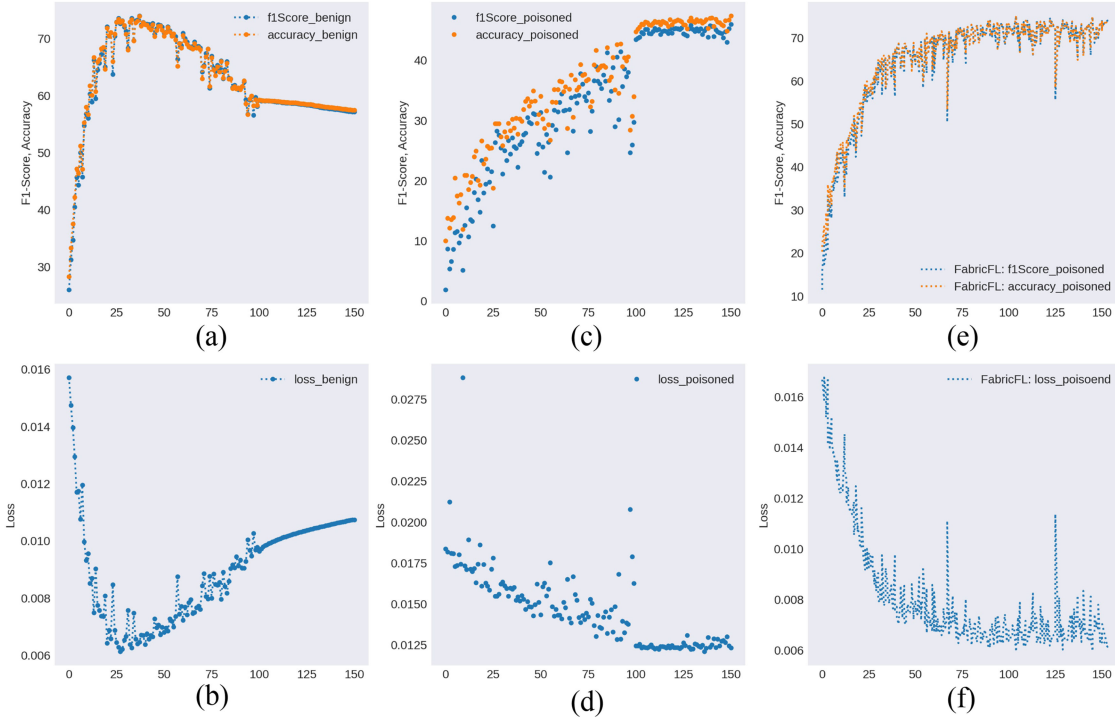 f1Score_benign
accuracy_benign
F1-Score, Accuracy
70
60
50
40
30
0 25 50 75 100 125 150
(a)
f1Score_poisoned
accuracy_poisoned
F1-Score, Accuracy
40
30
20
10
0
0 25 50 75 100 125 150
(c)
F1-Score, Accuracy
70
60
50
40
30
20
10
FabricFL: f1Score_poisoned
FabricFL: accuracy_poisoned
0 25 50 75 100 125 150
(e)
loss_benign
Loss
0.016
0.014
0.012
0.010
0.008
0.006
0 25 50 75 100 125 150
(b)
loss_poisoned
Loss
0.0275
0.0250
0.0225
0.0200
0.0175
0.0150
0.0125
0 25 50 75 100 125 150
(d)
FabricFL: loss_poisoend
Loss
0.016
0.014
0.012
0.010
0.008
0.006
0 25 50 75 100 125 150
(f)